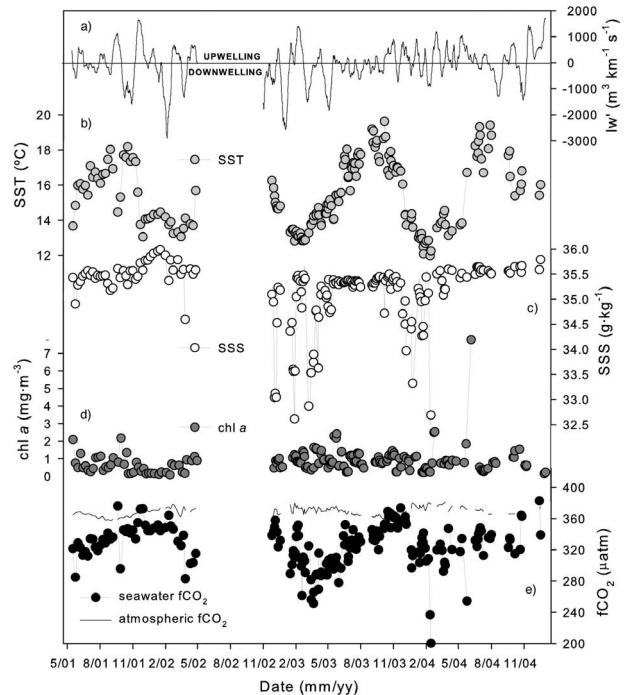 a)
UPWELLING
DOWNWELLING
2000
1000
0
-1000
-2000
-3000
Iw' (m³ km⁻¹ s⁻¹)
b)
20
18
16
14
12
SST (ºC)
SST
c)
36.0
35.5
35.0
34.5
34.0
33.5
33.0
32.5
SSS (g·kg⁻¹)
SSS
d)
7
6
5
4
3
2
1
0
chl a (mg·m⁻³)
chl a
e)
400
360
320
280
240
200
fCO₂ (µatm)
seawater fCO₂
atmospheric fCO₂
5/01 8/01 11/01 2/02 5/02 8/02 11/02 2/03 5/03 8/03 11/03 2/04 5/04 8/04 11/04
Date (mm/yy)